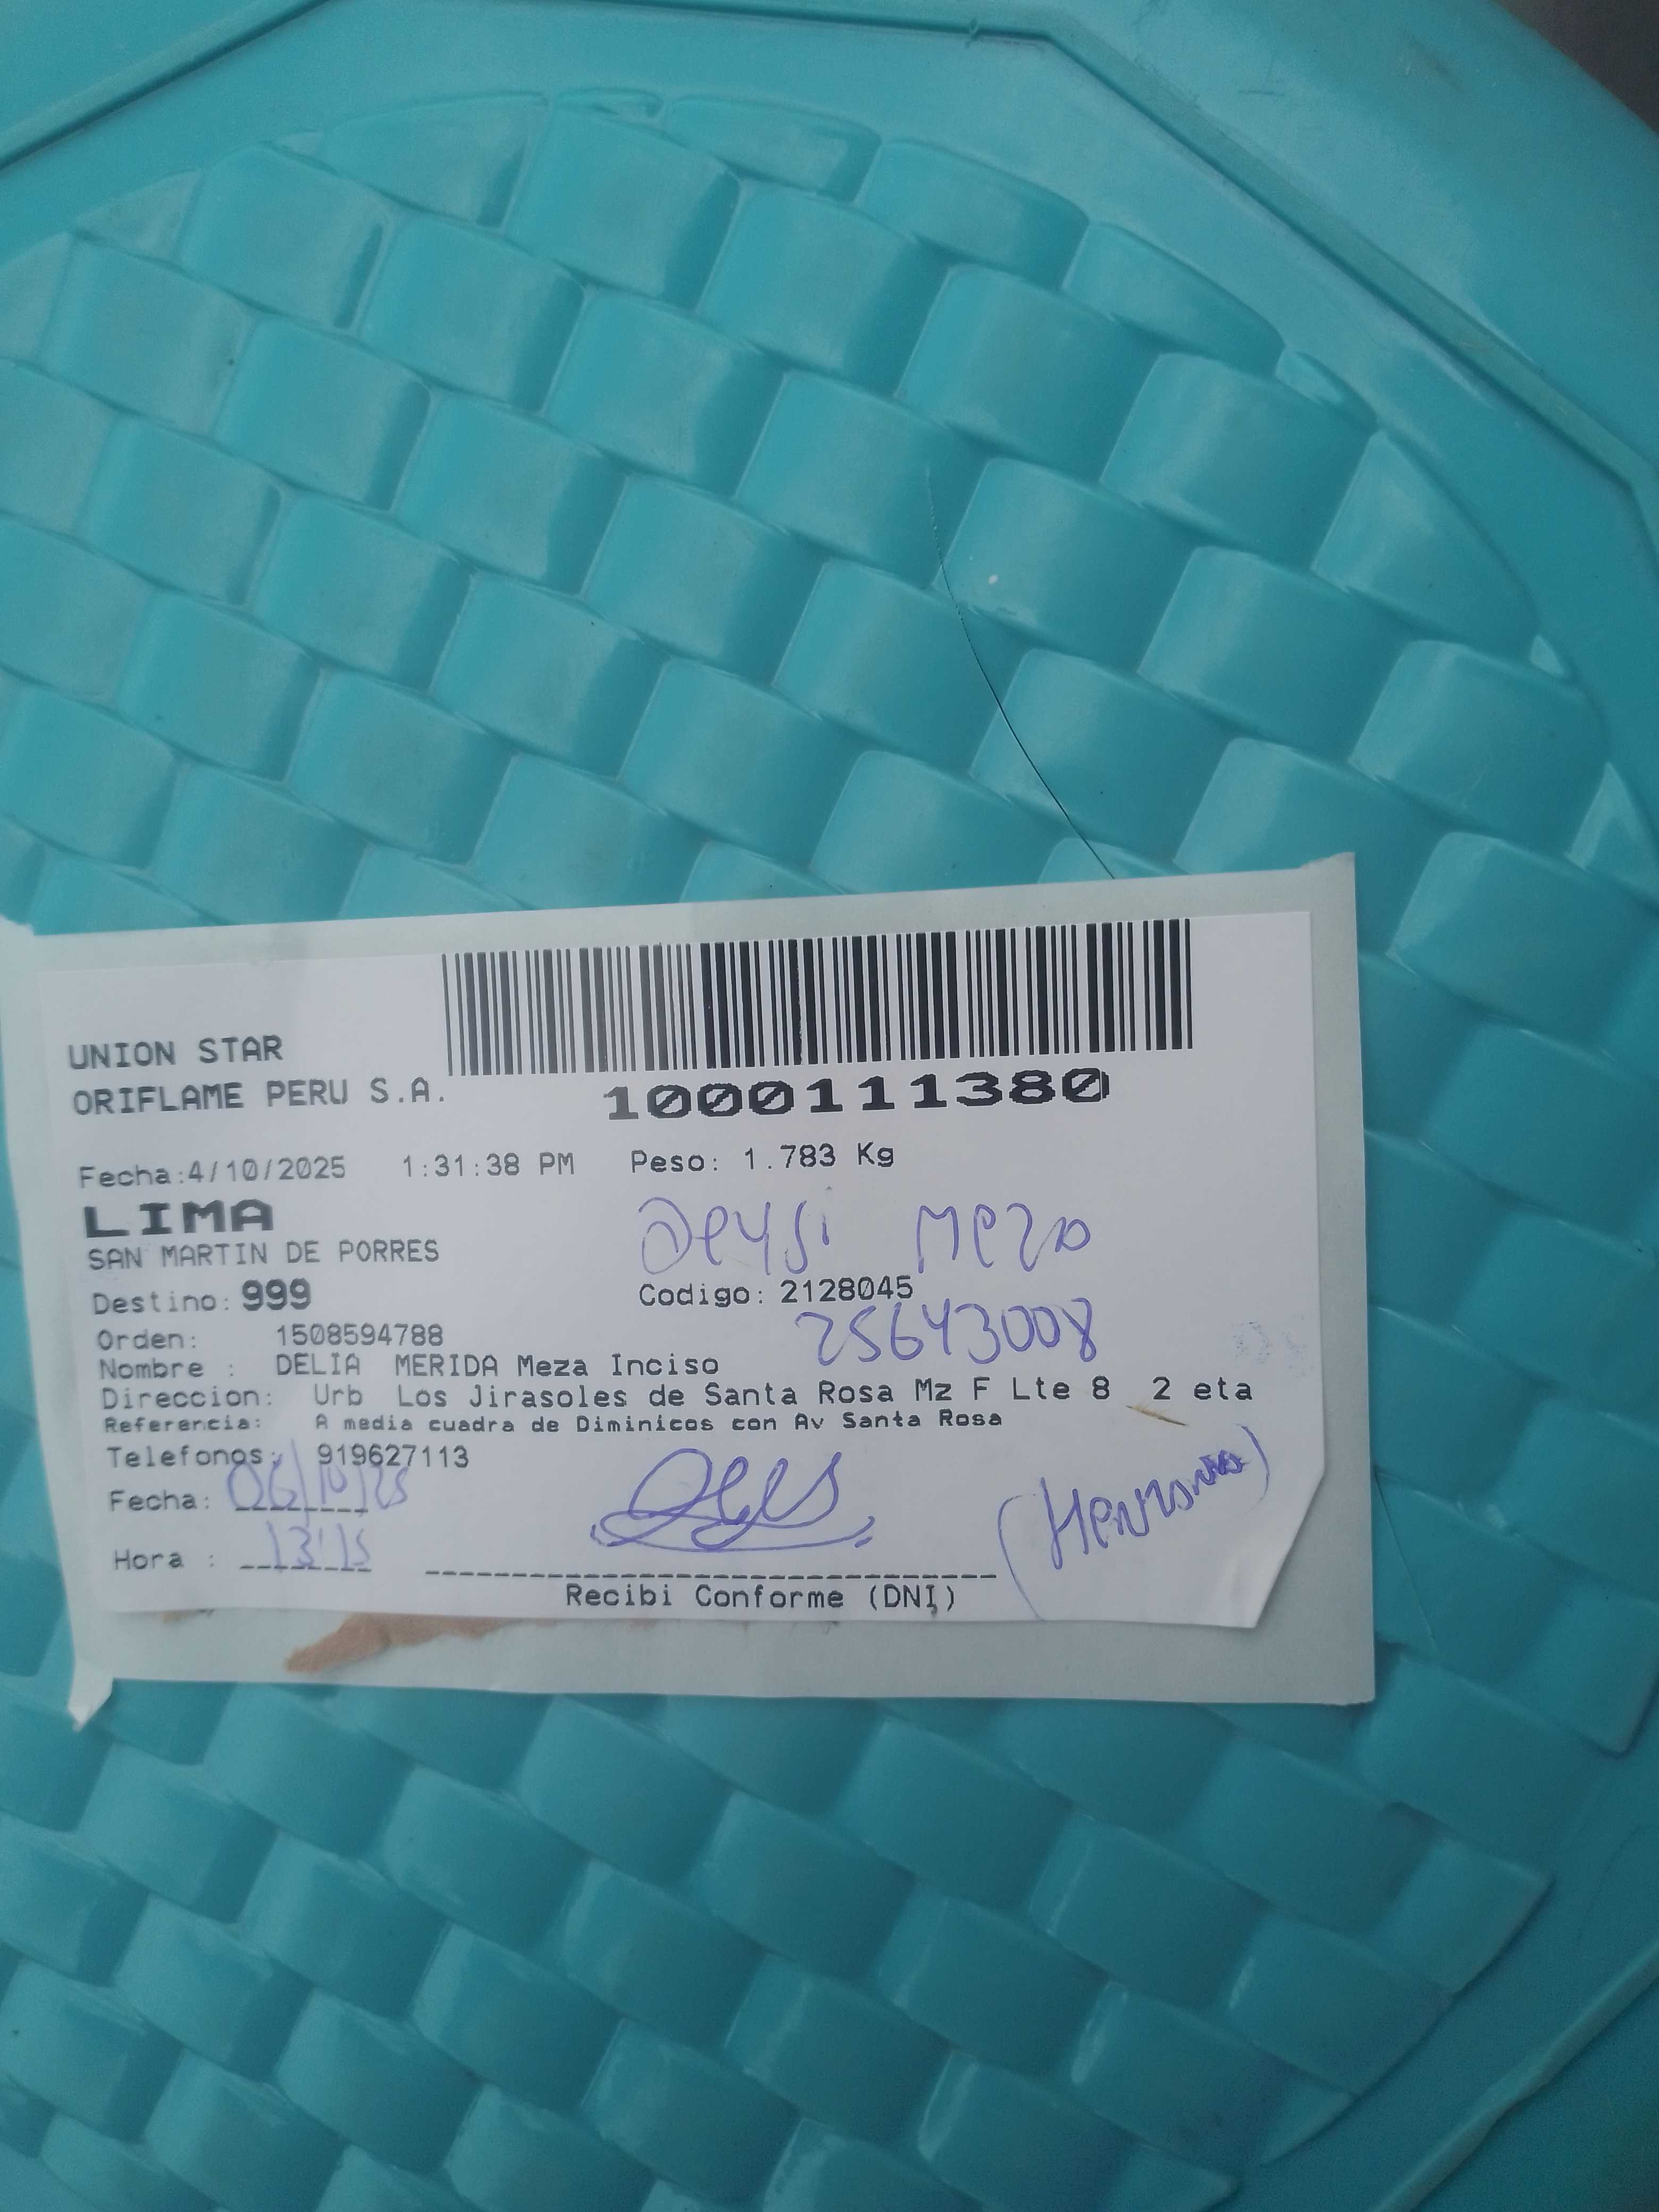 UNION STAR
ORIFLAME PERU S.A.
1000111380
Fecha:4/10/2025 1:31:38 PM Peso: 1.783 Kg
LIMA
SAN MARTIN DE PORRES
Deysi Meza
Destino: 999 Codigo: 2128045
25643008
Orden: 1508594788
Nombre : DELIA MERIDA Meza Inciso
Direccion: Urb Los Jirasoles de Santa Rosa Mz F Lte 8 2 eta
Referencia: A media cuadra de Diminicos con Av Santa Rosa
Telefonos: 919627113
Fecha: 06/10/25
Hora : 13:15
Recibi Conforme (DNI)